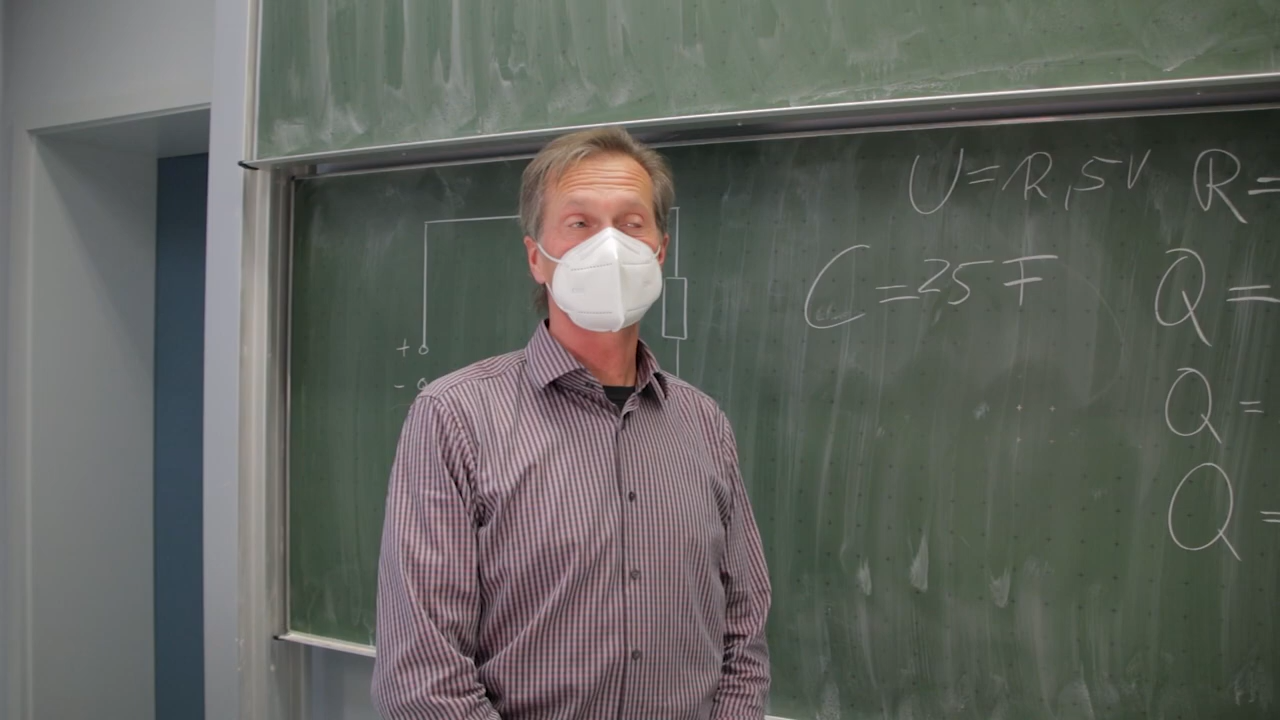 U=2,5V R=
C=25F Q=
Q=
Q=
+
-